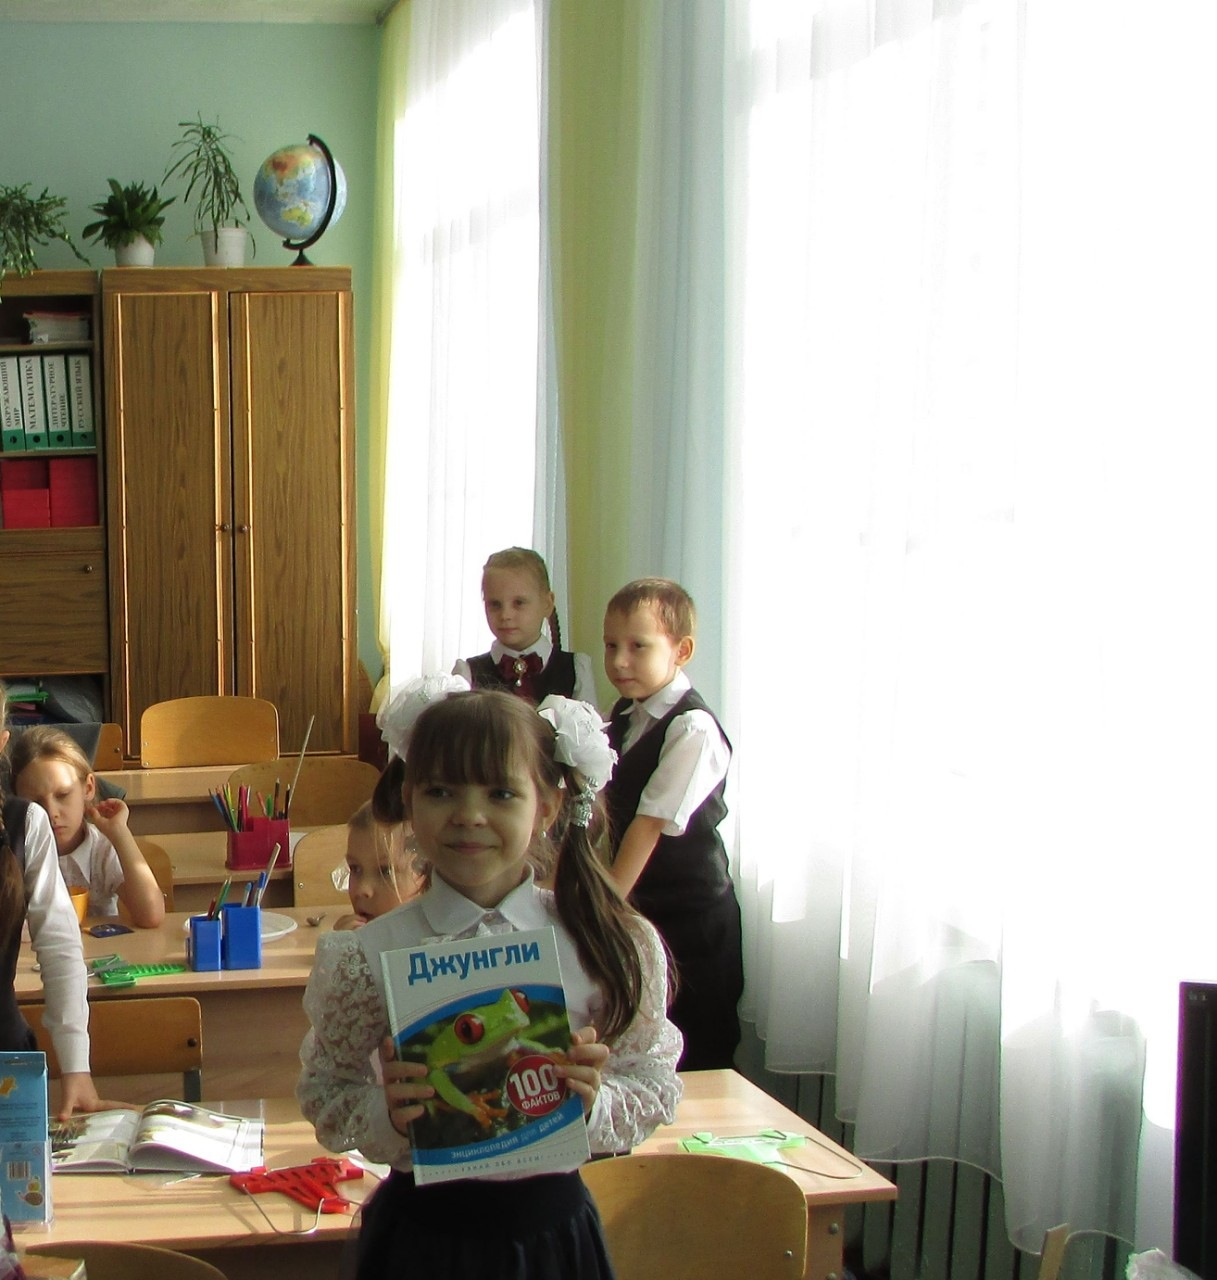 ОКРУЖАЮЩИЙ
МИР
МАТЕМАТИКА
ЛИТЕРАТУРНОЕ
ЧТЕНИЕ
РУССКИЙ ЯЗЫК
Джунгли
100
ФАКТОВ
ЭНЦИКЛОПЕДИЯ ДЛЯ ДЕТЕЙ